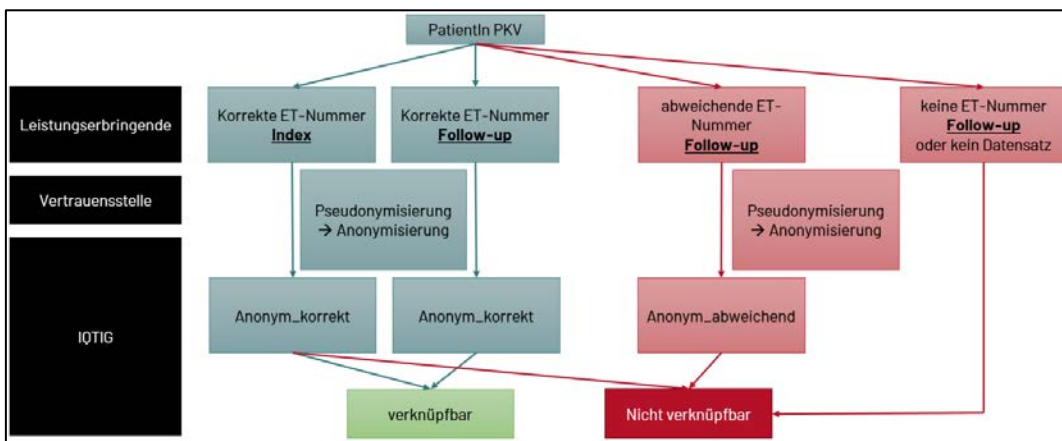 PatientIn PKV
Leistungserbringende
Korrekte ET-Nummer
Index
Korrekte ET-Nummer
Follow-up
abweichende ET-
Nummer
Follow-up
keine ET-Nummer
Follow-up
oder kein Datensatz
Vertrauensstelle
Pseudonymisierung
→ Anonymisierung
Pseudonymisierung
→ Anonymisierung
IQTIG
Anonym_korrekt
Anonym_korrekt
Anonym_abweichend
verknüpfbar
Nicht verknüpfbar